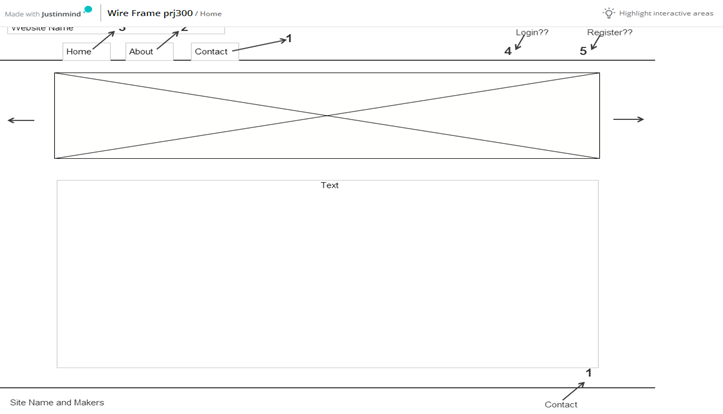 Made with Justinmind
Wire Frame prj300 / Home
Highlight interactive areas
Website Name
3
2
1
Login??
Register??
Home
About
Contact
4
5
Text
1
Site Name and Makers
Contact